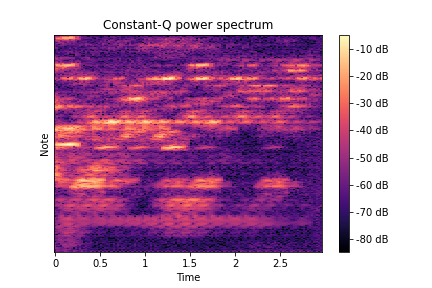 Constant-Q power spectrum
Note
0
0.5
1
1.5
2
2.5
Time
-10 dB
-20 dB
-30 dB
-40 dB
-50 dB
-60 dB
-70 dB
-80 dB